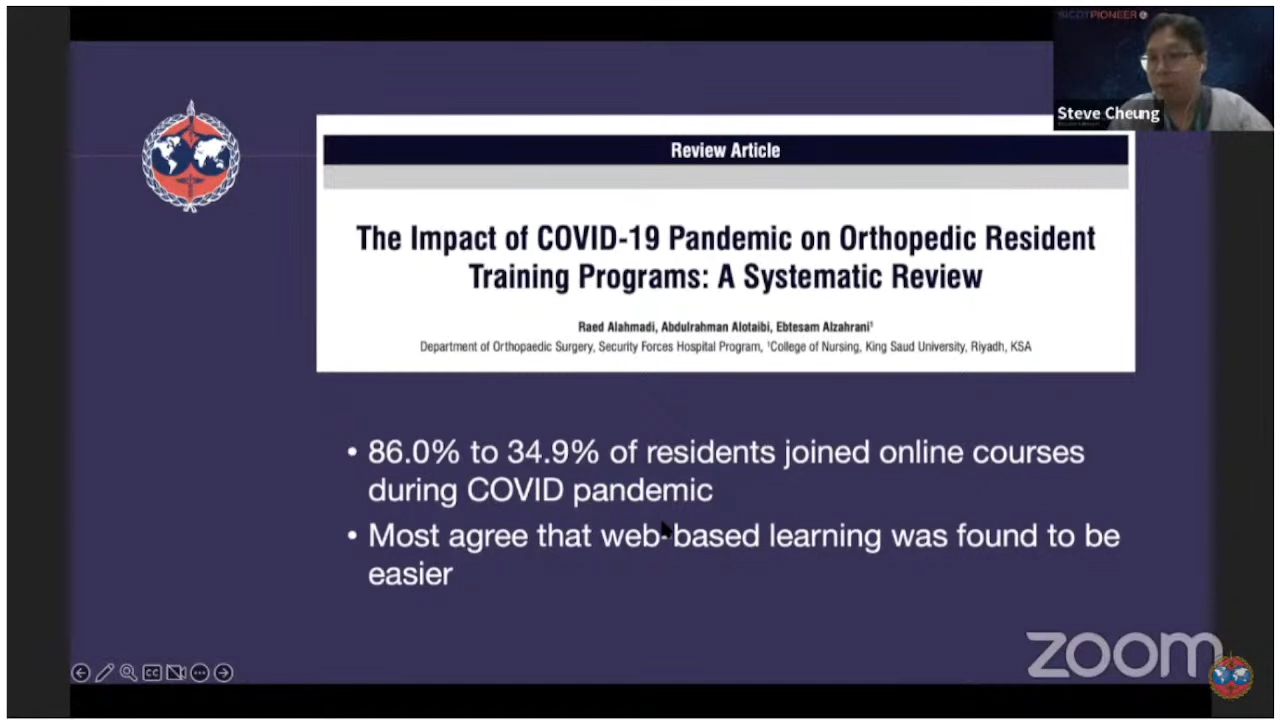 SICOTPIONEER
Steve Cheung
Review Article
The Impact of COVID-19 Pandemic on Orthopedic Resident
Training Programs: A Systematic Review
Raed Alahmadi, Abdulrahman Alotaibi, Ebtesam Alzahrani¹
Department of Orthopaedic Surgery, Security Forces Hospital Program, ¹College of Nursing, King Saud University, Riyadh, KSA
• 86.0% to 34.9% of residents joined online courses
during COVID pandemic
• Most agree that web-based learning was found to be
easier
CC
zoom